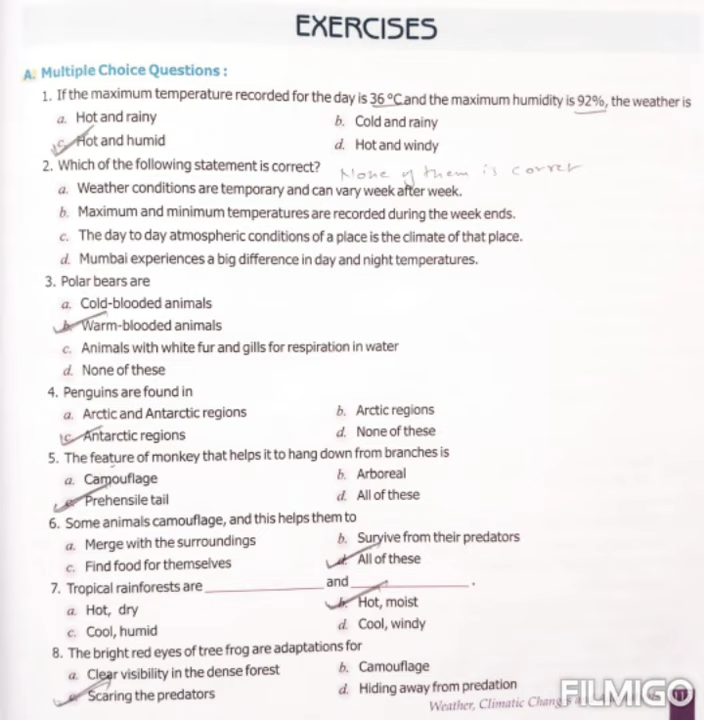 EXERCISES
A. Multiple Choice Questions :
1. If the maximum temperature recorded for the day is 36 °C and the maximum humidity is 92%, the weather is
a. Hot and rainy b. Cold and rainy
c. Hot and humid d. Hot and windy
2. Which of the following statement is correct? None of them is correr
a. Weather conditions are temporary and can vary week after week.
b. Maximum and minimum temperatures are recorded during the week ends.
c. The day to day atmospheric conditions of a place is the climate of that place.
d. Mumbai experiences a big difference in day and night temperatures.
3. Polar bears are
a. Cold-blooded animals
b. Warm-blooded animals
c. Animals with white fur and gills for respiration in water
d. None of these
4. Penguins are found in
a. Arctic and Antarctic regions b. Arctic regions
c. Antarctic regions d. None of these
5. The feature of monkey that helps it to hang down from branches is
a. Camouflage b. Arboreal
c. Prehensile tail d. All of these
6. Some animals camouflage, and this helps them to
a. Merge with the surroundings b. Survive from their predators
c. Find food for themselves d. All of these
7. Tropical rainforests are ______________ and ______________ .
a. Hot, dry b. Hot, moist
c. Cool, humid d. Cool, windy
8. The bright red eyes of tree frog are adaptations for
a. Clear visibility in the dense forest b. Camouflage
c. Scaring the predators d. Hiding away from predation
Weather, Climatic Chang
FILMIGO